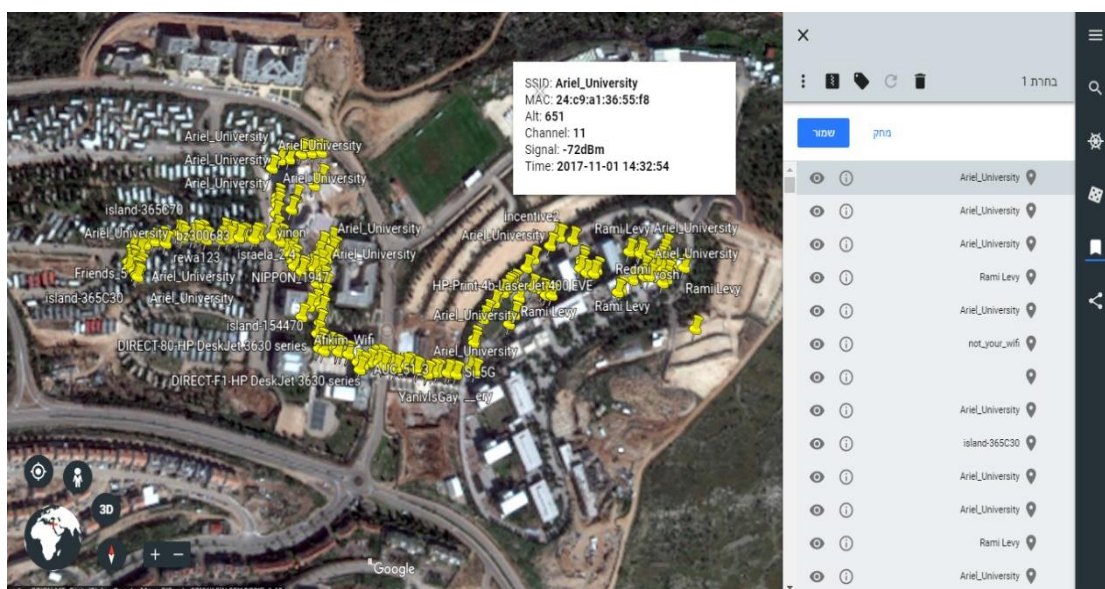 SSID: Ariel_University
MAC: 24:c9:a1:36:55:f8
Alt: 651
Channel: 11
Signal: -72dBm
Time: 2017-11-01 14:32:54
Ariel_University
Ariel_University
Ariel_University
Ariel_University
Ariel_University
island-365C70
Ariel_University
bz300683
yinon
Ariel_University
rewa123
israela_2.4
Ariel_University
Friends_5
Ariel_University
NIPPON_1947
island-365C30
Ariel_University
island-154470
Atikim_Wifi
DIRECT-80-HP DeskJet 3630 series
DIRECT-F1-HP DeskJet 3630 series
YanivIsGay
incentive2
Ariel_University
Rami Levy
Ariel_University
Ariel_University
Redmi
HP-Print-4b-LaserJet 400 EVE
Rami Levy
Rami Levy
Rami Levy
Ariel_University
Ariel_University
3D
Google
בחרת 1
שמור
מחק
Ariel_University
Ariel_University
Ariel_University
Rami Levy
Ariel_University
not_your_wifi
Ariel_University
island-365C30
Ariel_University
Ariel_University
Rami Levy
Ariel_University